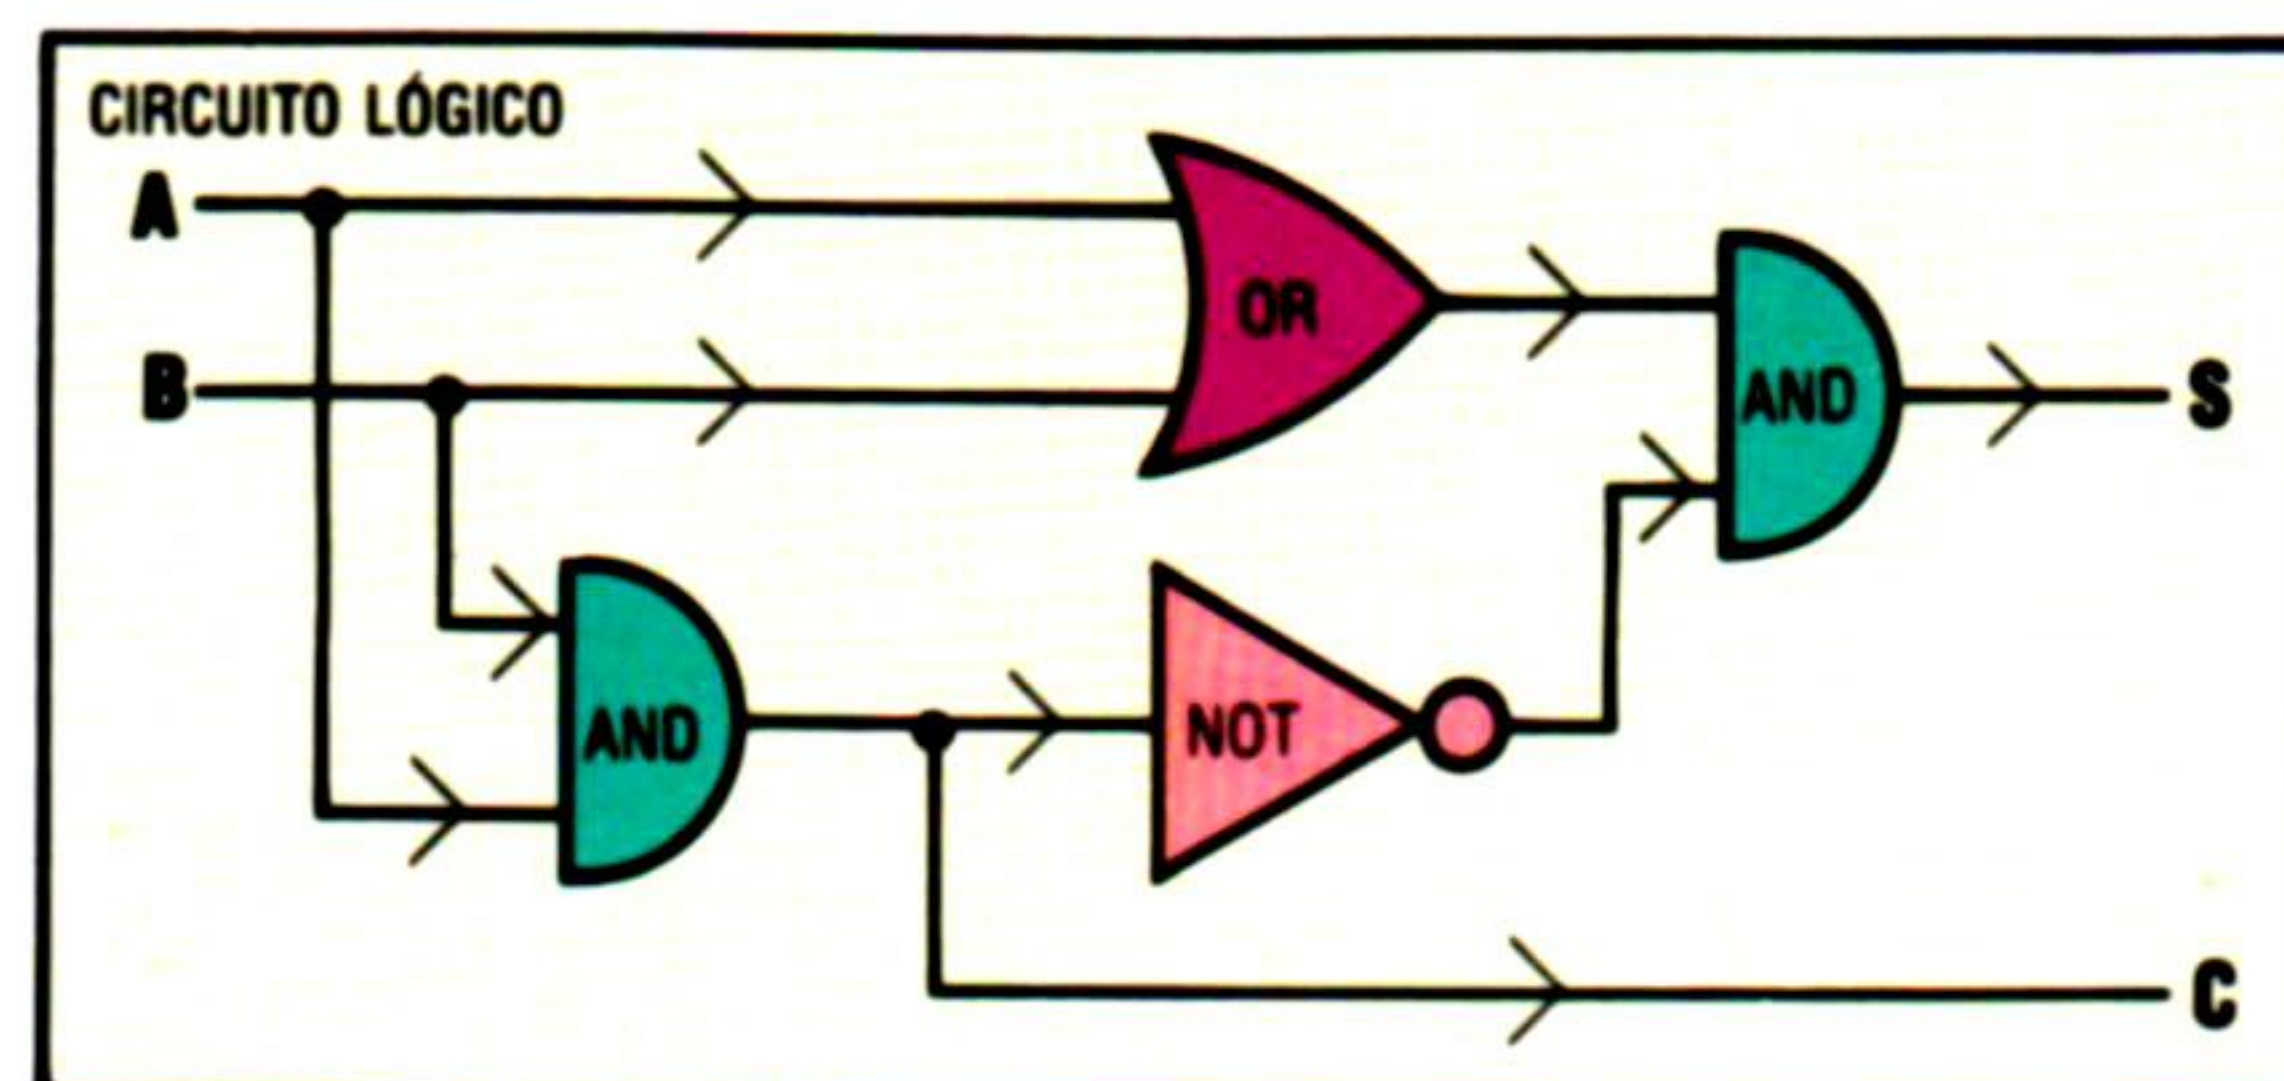 CIRCUITO LÓGICO
A
B
OR
AND
S
AND
NOT
C